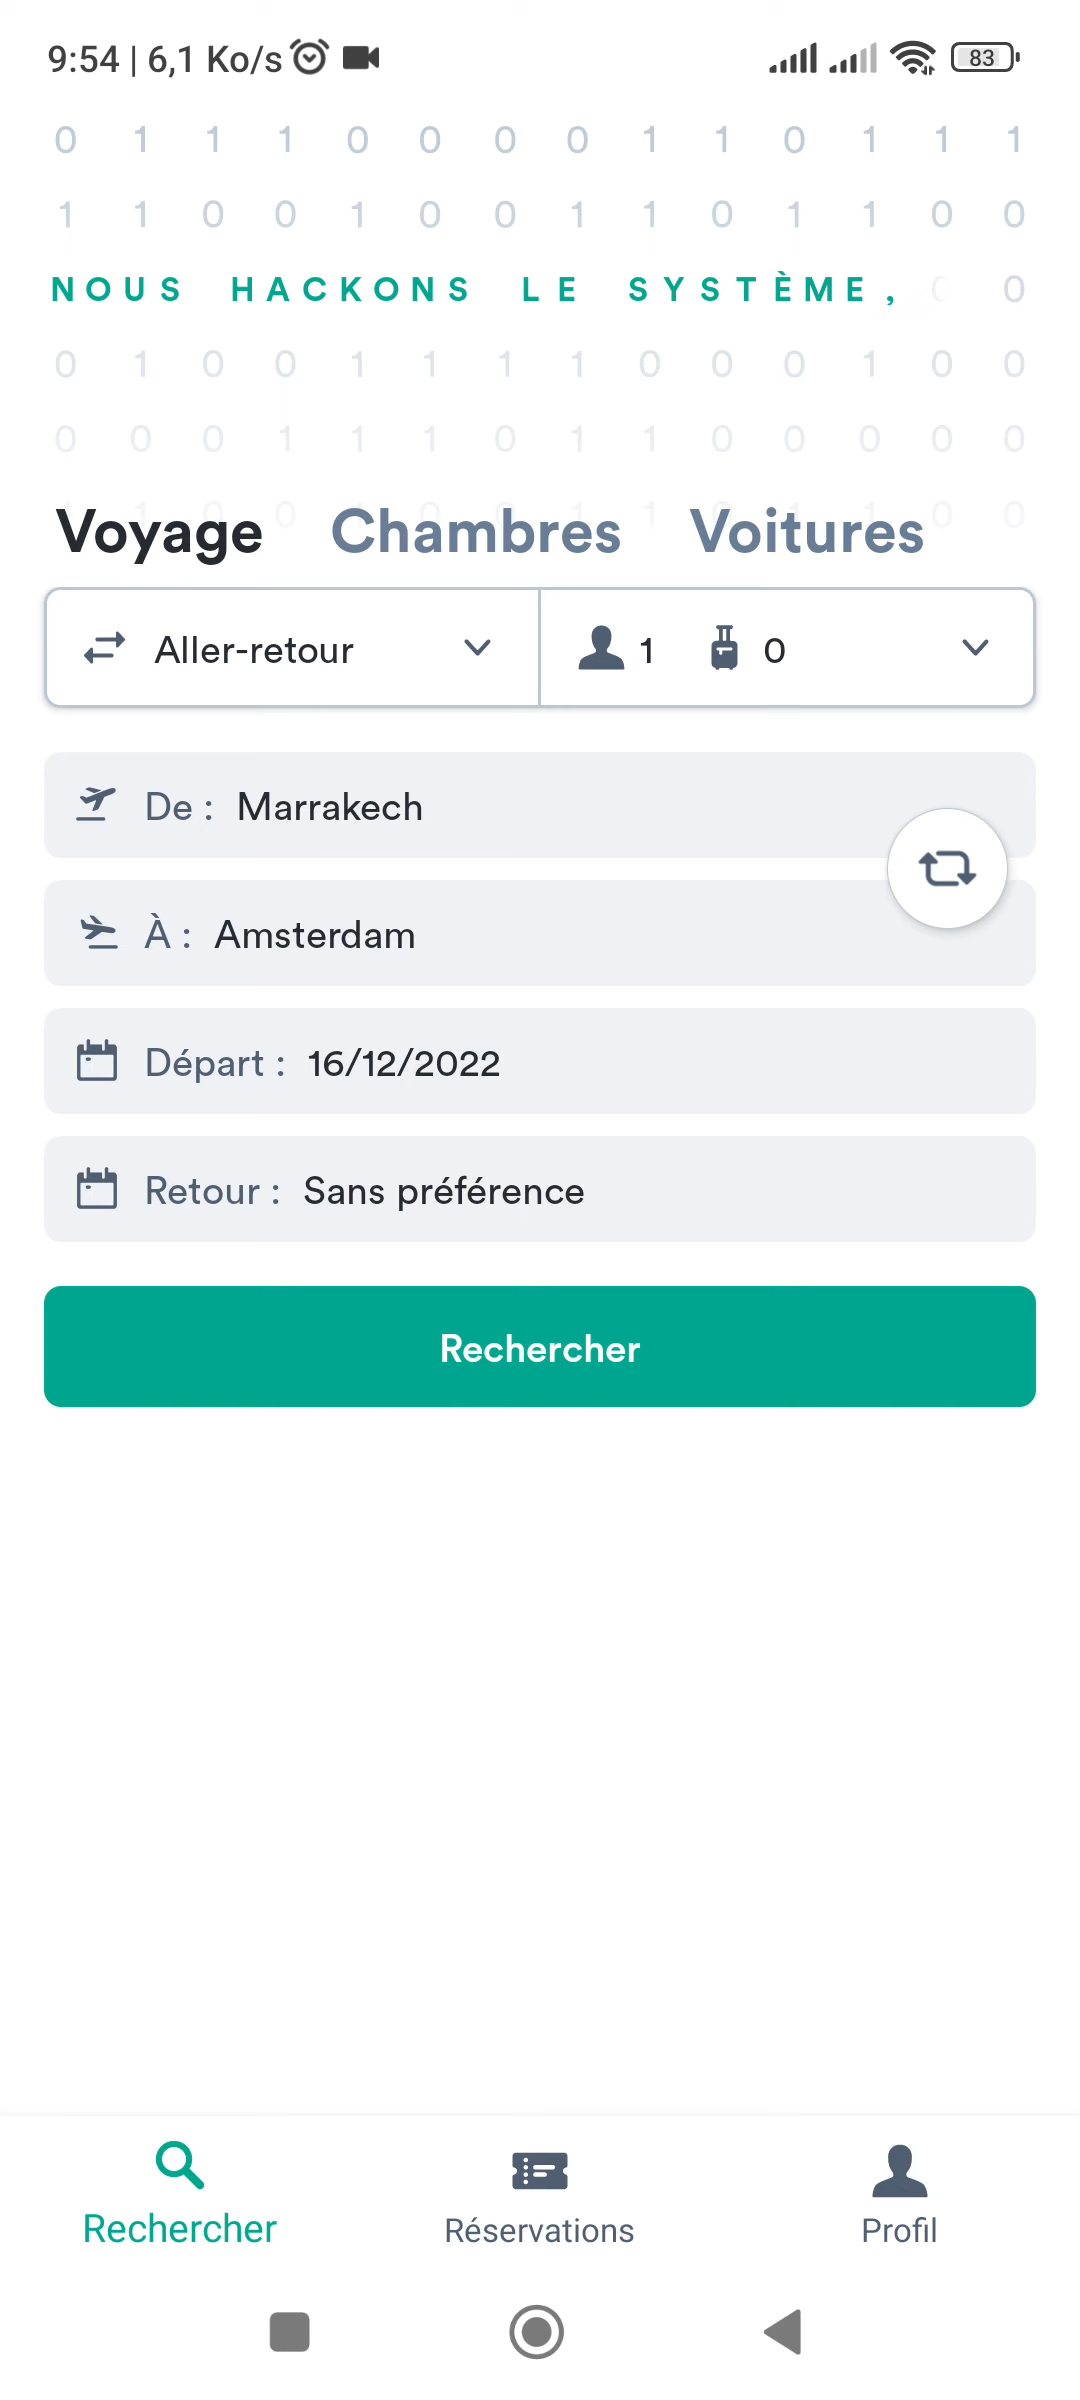 9:54 | 6,1 Ko/s 83
0 1 1 1 0 0 0 0 1 1 0 1 1 1
1 1 0 0 1 0 0 1 1 0 1 1 0 0
NOUS HACKONS LE SYSTÈME, 0
0 1 0 0 1 1 1 1 0 0 0 1 0 0
0 0 0 1 1 1 0 1 1 0 0 0 0 0
Voyage Chambres Voitures
Aller-retour 1 0
De : Marrakech
À : Amsterdam
Départ : 16/12/2022
Retour : Sans préférence
Rechercher
Rechercher Réservations Profil